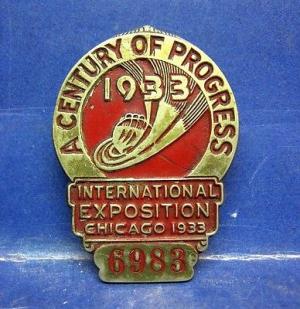 A CENTURY OF PROGRESS
1933
INTERNATIONAL
EXPOSITION
CHICAGO 1933
6983